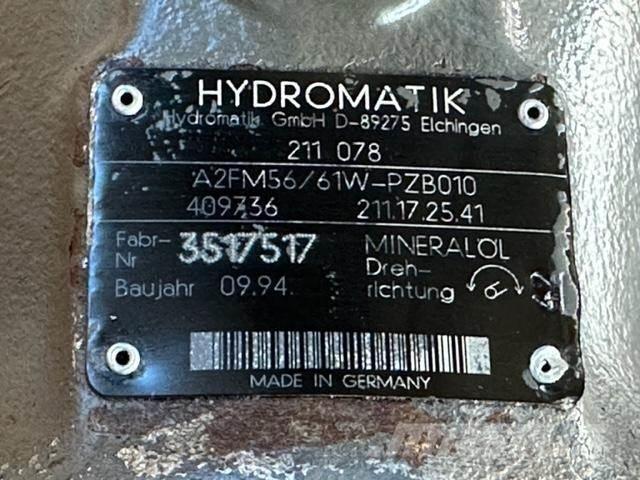 HYDROMATIK
Hydromatik GmbH D-89275 Elchingen
211 078
A2FM56/61W-PZB010
409736 211.17.25.41
Fabr-
Nr 3517517
MINERALÖL
Dreh-
richtung
Baujahr 09.94.
MADE IN GERMANY